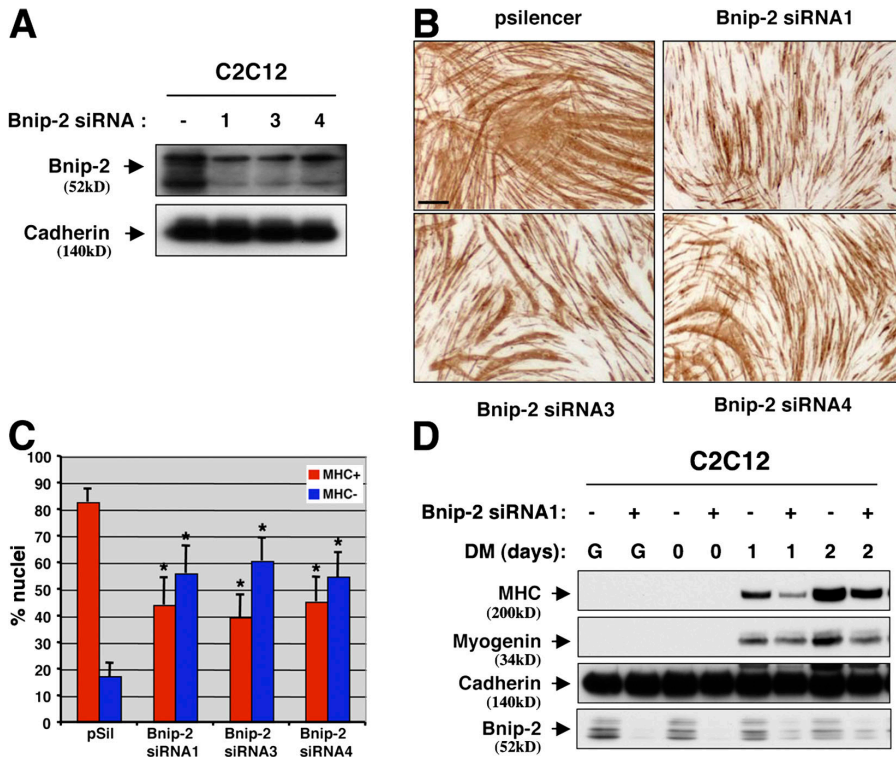 A
C2C12
Bnip-2 siRNA : - 1 3 4
Bnip-2
(52kD)
Cadherin
(140kD)
B
psilencer
Bnip-2 siRNA1
Bnip-2 siRNA3
Bnip-2 siRNA4
C
100
90
80
70
60
50
40
30
20
10
0
% nuclei
MHC+
MHC-
* * * * * *
pSil
Bnip-2 siRNA1
Bnip-2 siRNA3
Bnip-2 siRNA4
D
C2C12
Bnip-2 siRNA1: - + - + - + - +
DM (days): G G 0 0 1 1 2 2
MHC
(200kD)
Myogenin
(34kD)
Cadherin
(140kD)
Bnip-2
(52kD)